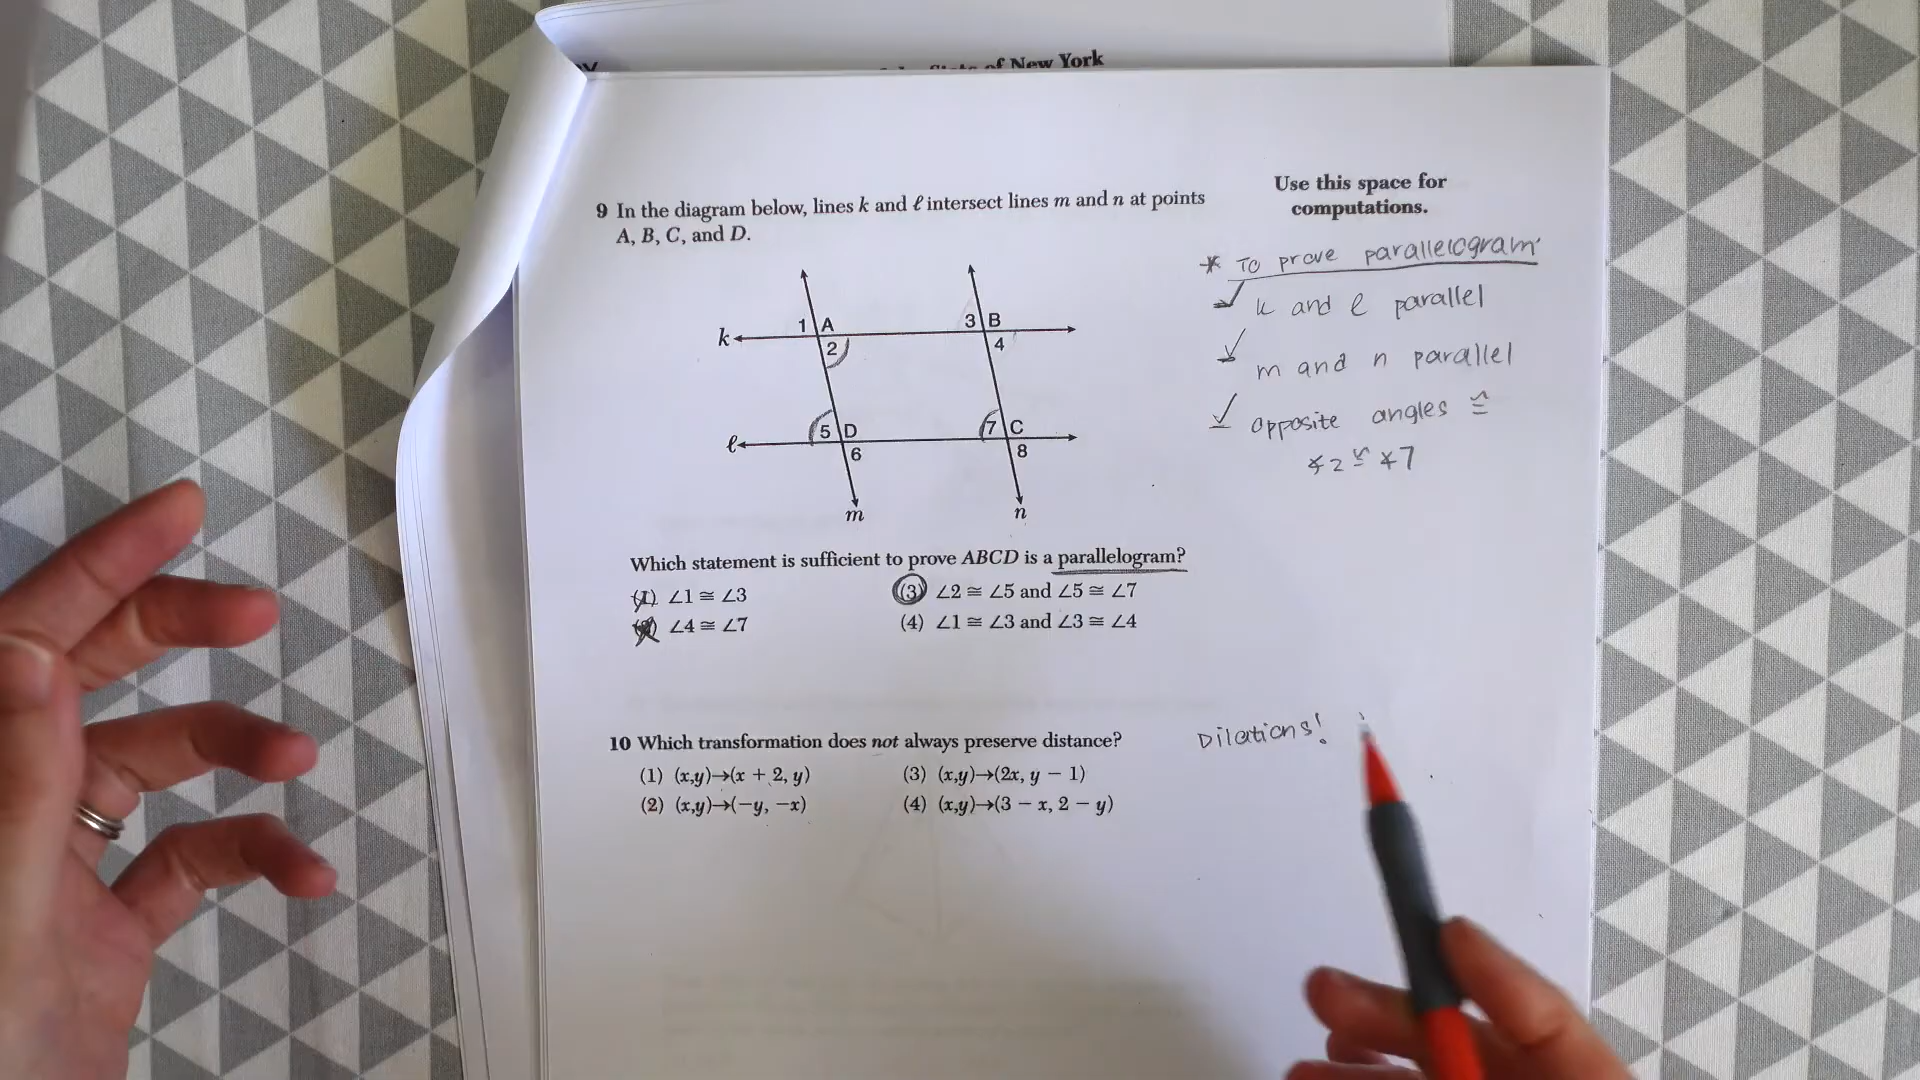 of New York
9 In the diagram below, lines k and ℓ intersect lines m and n at points
A, B, C, and D.
Use this space for
computations.
* To prove parallelogram
✓ k and ℓ parallel
✓ m and n parallel
✓ opposite angles ≅
∡2 ≅ ∡7
1 A
3 B
k
2
4
5 D
7 C
ℓ
6
8
m
n
Which statement is sufficient to prove ABCD is a parallelogram?
(1) ∠1 ≅ ∠3
(3) ∠2 ≅ ∠5 and ∠5 ≅ ∠7
∠4 ≅ ∠7
(4) ∠1 ≅ ∠3 and ∠3 ≅ ∠4
10 Which transformation does not always preserve distance?
Dilations!
(1) (x,y)→(x + 2, y)
(3) (x,y)→(2x, y − 1)
(2) (x,y)→(−y, −x)
(4) (x,y)→(3 − x, 2 − y)